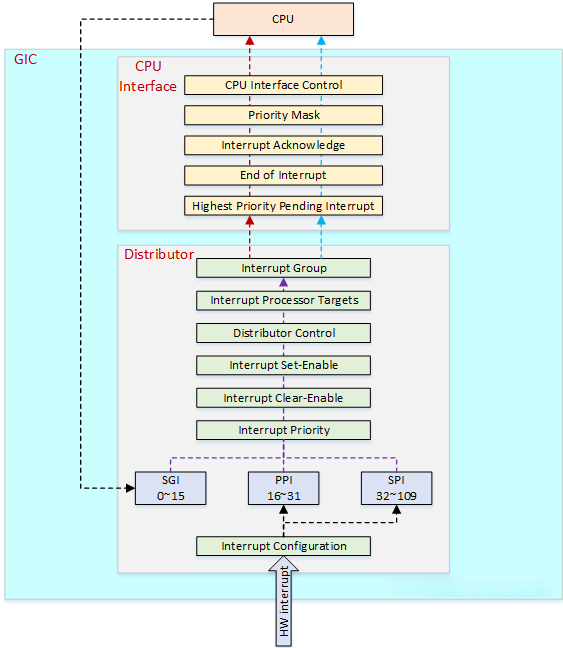 CPU
GIC
CPU
Interface
CPU Interface Control
Priority Mask
Interrupt Acknowledge
End of Interrupt
Highest Priority Pending Interrupt
Distributor
Interrupt Group
Interrupt Processor Targets
Distributor Control
Interrupt Set-Enable
Interrupt Clear-Enable
Interrupt Priority
SGI
0~15
PPI
16~31
SPI
32~109
Interrupt Configuration
HW interrupt